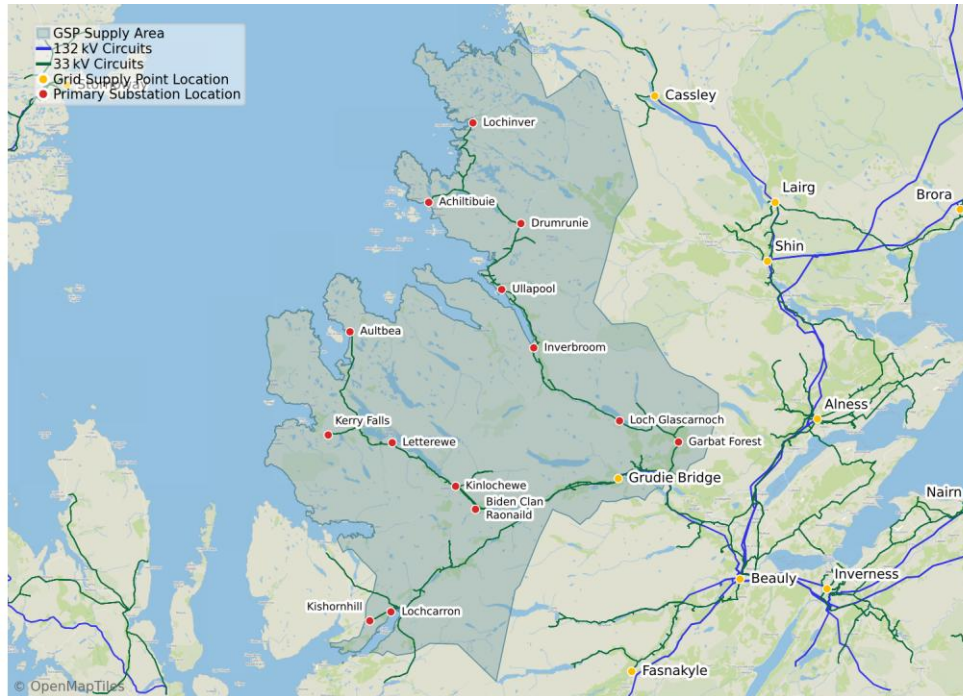 GSP Supply Area
132 kV Circuits
33 kV Circuits
Grid Supply Point Location
Primary Substation Location
Cassley
Lochinver
Lairg
Brora
Achiltibuie
Drumrunie
Shin
Ullapool
Aultbea
Inverbroom
Kerry Falls
Loch Glascarnoch
Alness
Letterewe
Garbat Forest
Kinlochewe
Grudie Bridge
Nairn
Biden Clan
Raonaild
Beauly
Inverness
Kishornhill
Lochcarron
Fasnakyle
© OpenMapTiles